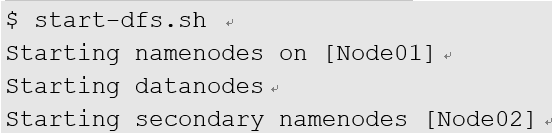 $ start-dfs.sh
Starting namenodes on [Node01]
Starting datanodes
Starting secondary namenodes [Node02]